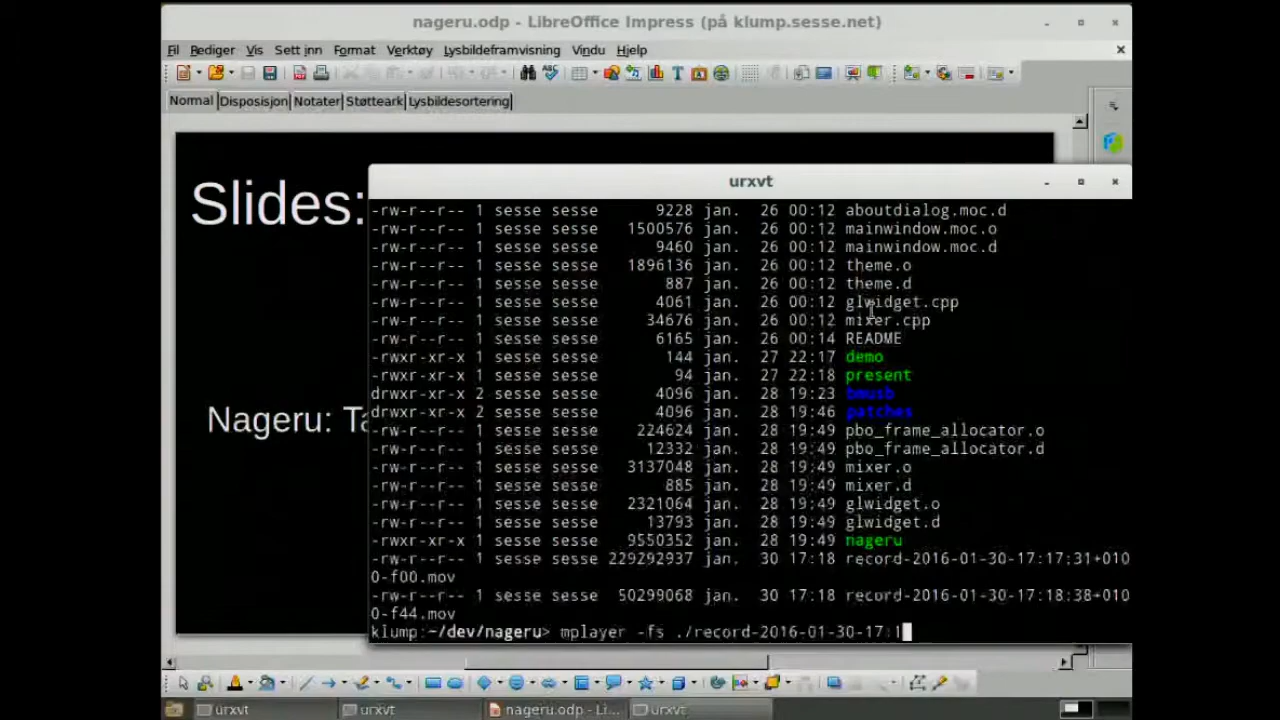 nageru.odp - LibreOffice Impress (på klump.sesse.net)
Fil Rediger Vis Sett inn Format Verktøy Lysbildeframvisning Vindu Hjelp
Normal Disposisjon Notater Støtteark Lysbildesortering
Slides:
Nageru: Ta
urxvt
-rw-r--r-- 1 sesse sesse 9228 jan. 26 00:12 aboutdialog.moc.d
-rw-r--r-- 1 sesse sesse 1500576 jan. 26 00:12 mainwindow.moc.o
-rw-r--r-- 1 sesse sesse 9460 jan. 26 00:12 mainwindow.moc.d
-rw-r--r-- 1 sesse sesse 1896136 jan. 26 00:12 theme.o
-rw-r--r-- 1 sesse sesse 887 jan. 26 00:12 theme.d
-rw-r--r-- 1 sesse sesse 4061 jan. 26 00:12 glwidget.cpp
-rw-r--r-- 1 sesse sesse 34676 jan. 26 00:12 mixer.cpp
-rw-r--r-- 1 sesse sesse 6165 jan. 26 00:14 README
-rwxr-xr-x 1 sesse sesse 144 jan. 27 22:17 demo
-rwxr-xr-x 1 sesse sesse 94 jan. 27 22:18 present
drwxr-xr-x 2 sesse sesse 4096 jan. 28 19:23 bmusb
drwxr-xr-x 2 sesse sesse 4096 jan. 28 19:46 patches
-rw-r--r-- 1 sesse sesse 224624 jan. 28 19:49 pbo_frame_allocator.o
-rw-r--r-- 1 sesse sesse 12332 jan. 28 19:49 pbo_frame_allocator.d
-rw-r--r-- 1 sesse sesse 3137048 jan. 28 19:49 mixer.o
-rw-r--r-- 1 sesse sesse 885 jan. 28 19:49 mixer.d
-rw-r--r-- 1 sesse sesse 2321064 jan. 28 19:49 glwidget.o
-rw-r--r-- 1 sesse sesse 13793 jan. 28 19:49 glwidget.d
-rwxr-xr-x 1 sesse sesse 9550352 jan. 28 19:49 nageru
-rw-r--r-- 1 sesse sesse 229292937 jan. 30 17:18 record-2016-01-30-17:17:31+010
0-f00.mov
-rw-r--r-- 1 sesse sesse 50299068 jan. 30 17:18 record-2016-01-30-17:18:38+010
0-f44.mov
klump:~/dev/nageru> mplayer -fs ./record-2016-01-30-17:1
urxvt urxvt nageru.odp - Li... urxvt